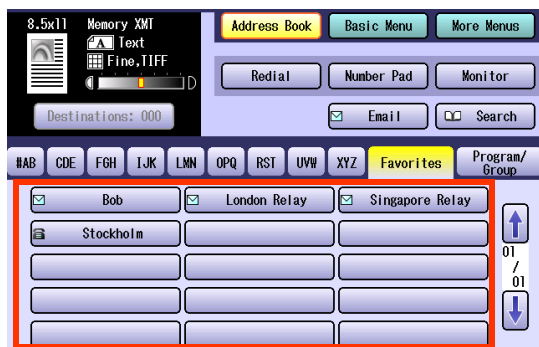 8.5x11 Memory XMT
A Text
Fine,TIFF
D
Destinations: 000
Address Book Basic Menu More Menus
Redial Number Pad Monitor
Email Search
#AB CDE FGH IJK LMN OPQ RST UVW XYZ Favorites Program/
Group
Bob London Relay Singapore Relay
Stockholm
01
/
01